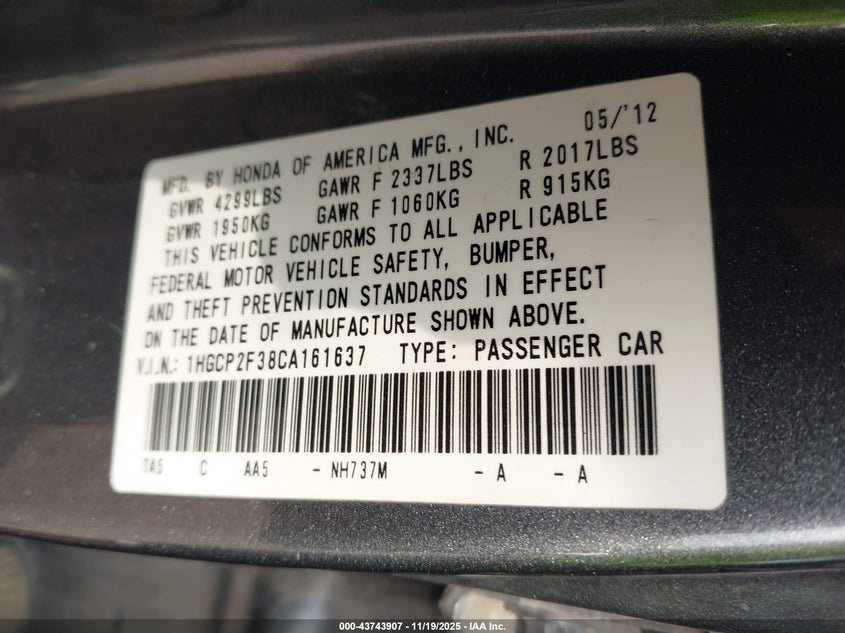 05/'12
MFD. BY HONDA OF AMERICA MFG., INC.
GVWR 4299LBS GAWR F 2337LBS R 2017LBS
GVWR 1950KG GAWR F 1060KG R 915KG
THIS VEHICLE CONFORMS TO ALL APPLICABLE
FEDERAL MOTOR VEHICLE SAFETY, BUMPER,
AND THEFT PREVENTION STANDARDS IN EFFECT
ON THE DATE OF MANUFACTURE SHOWN ABOVE.
V.I.N.: 1HGCP2F38CA161637 TYPE: PASSENGER CAR
TA5 C AA5 - NH737M - A - A
000-43743907 - 11/19/2025 - IAA Inc.